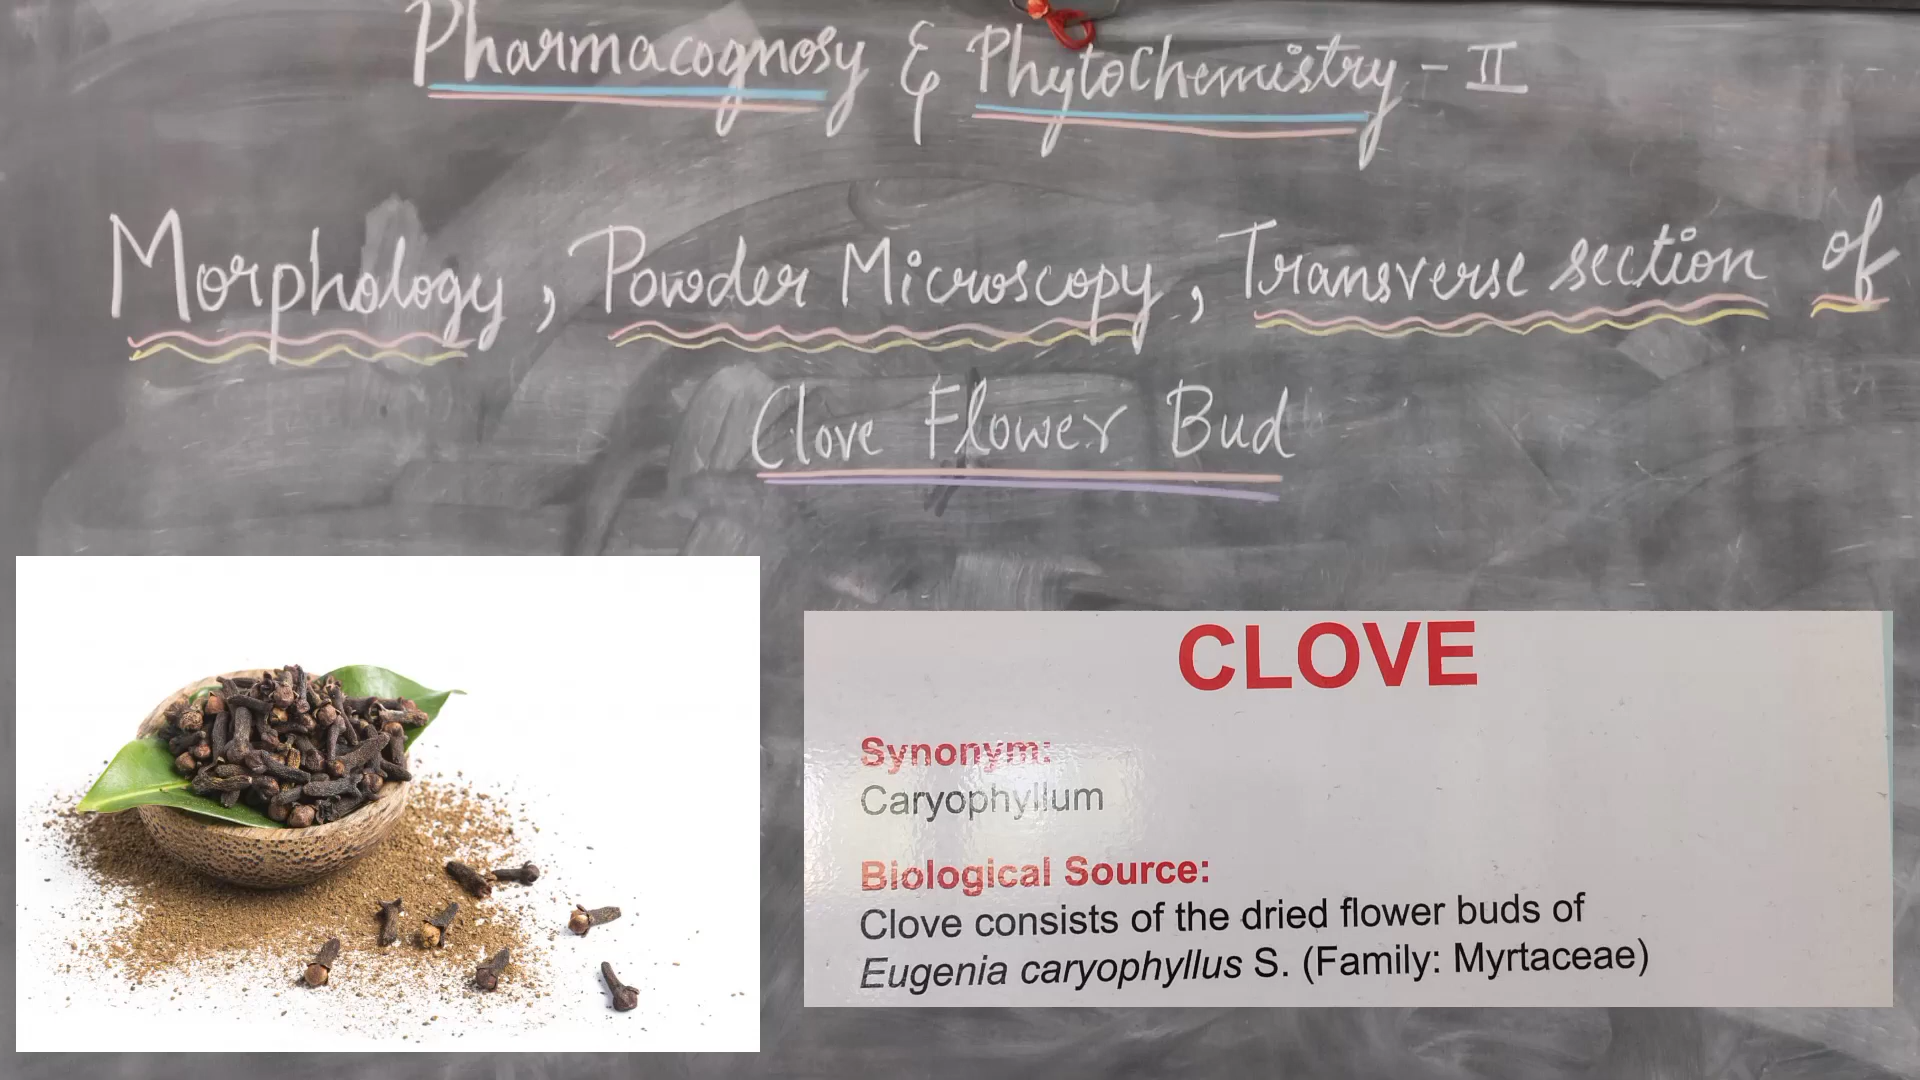 Pharmacognosy & Phytochemistry - II
Morphology, Powder Microscopy, Transverse section of
Clove Flower Bud
CLOVE
Synonym:
Caryophyllum
Biological Source:
Clove consists of the dried flower buds of
Eugenia caryophyllus S. (Family: Myrtaceae)